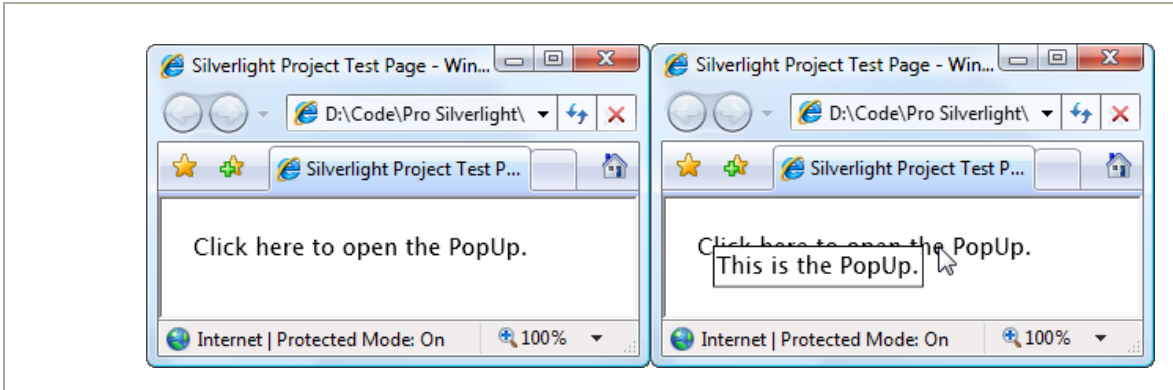 Silverlight Project Test Page - Win...
D:\Code\Pro Silverlight\
Silverlight Project Test P...
Click here to open the PopUp.
Internet | Protected Mode: On
100%
Silverlight Project Test Page - Win...
D:\Code\Pro Silverlight\
Silverlight Project Test P...
Click here to open the PopUp.
This is the PopUp.
Internet | Protected Mode: On
100%